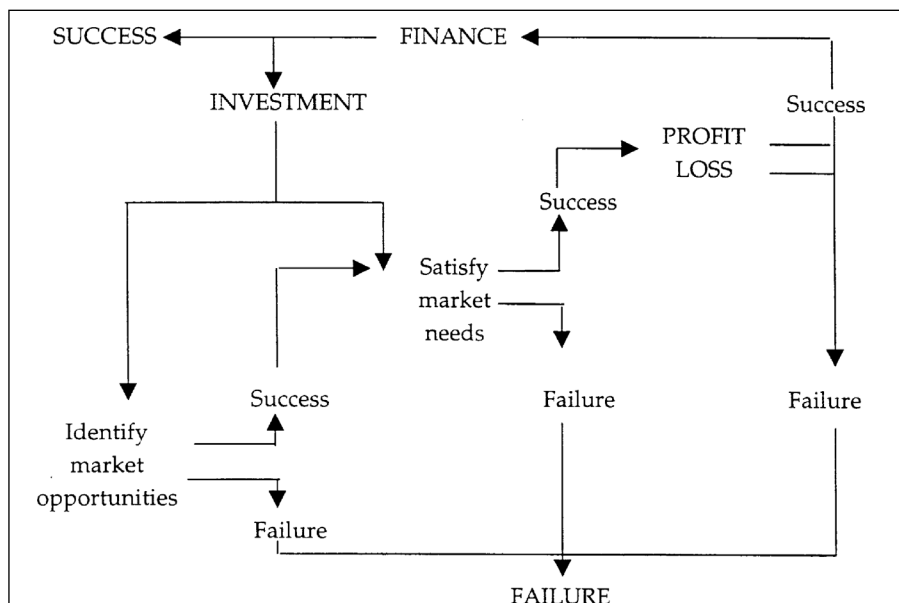 SUCCESS
FINANCE
INVESTMENT
Success
PROFIT
LOSS
Success
Satisfy
market
needs
Success
Failure
Failure
Identify
market
opportunities
Failure
FAILURE